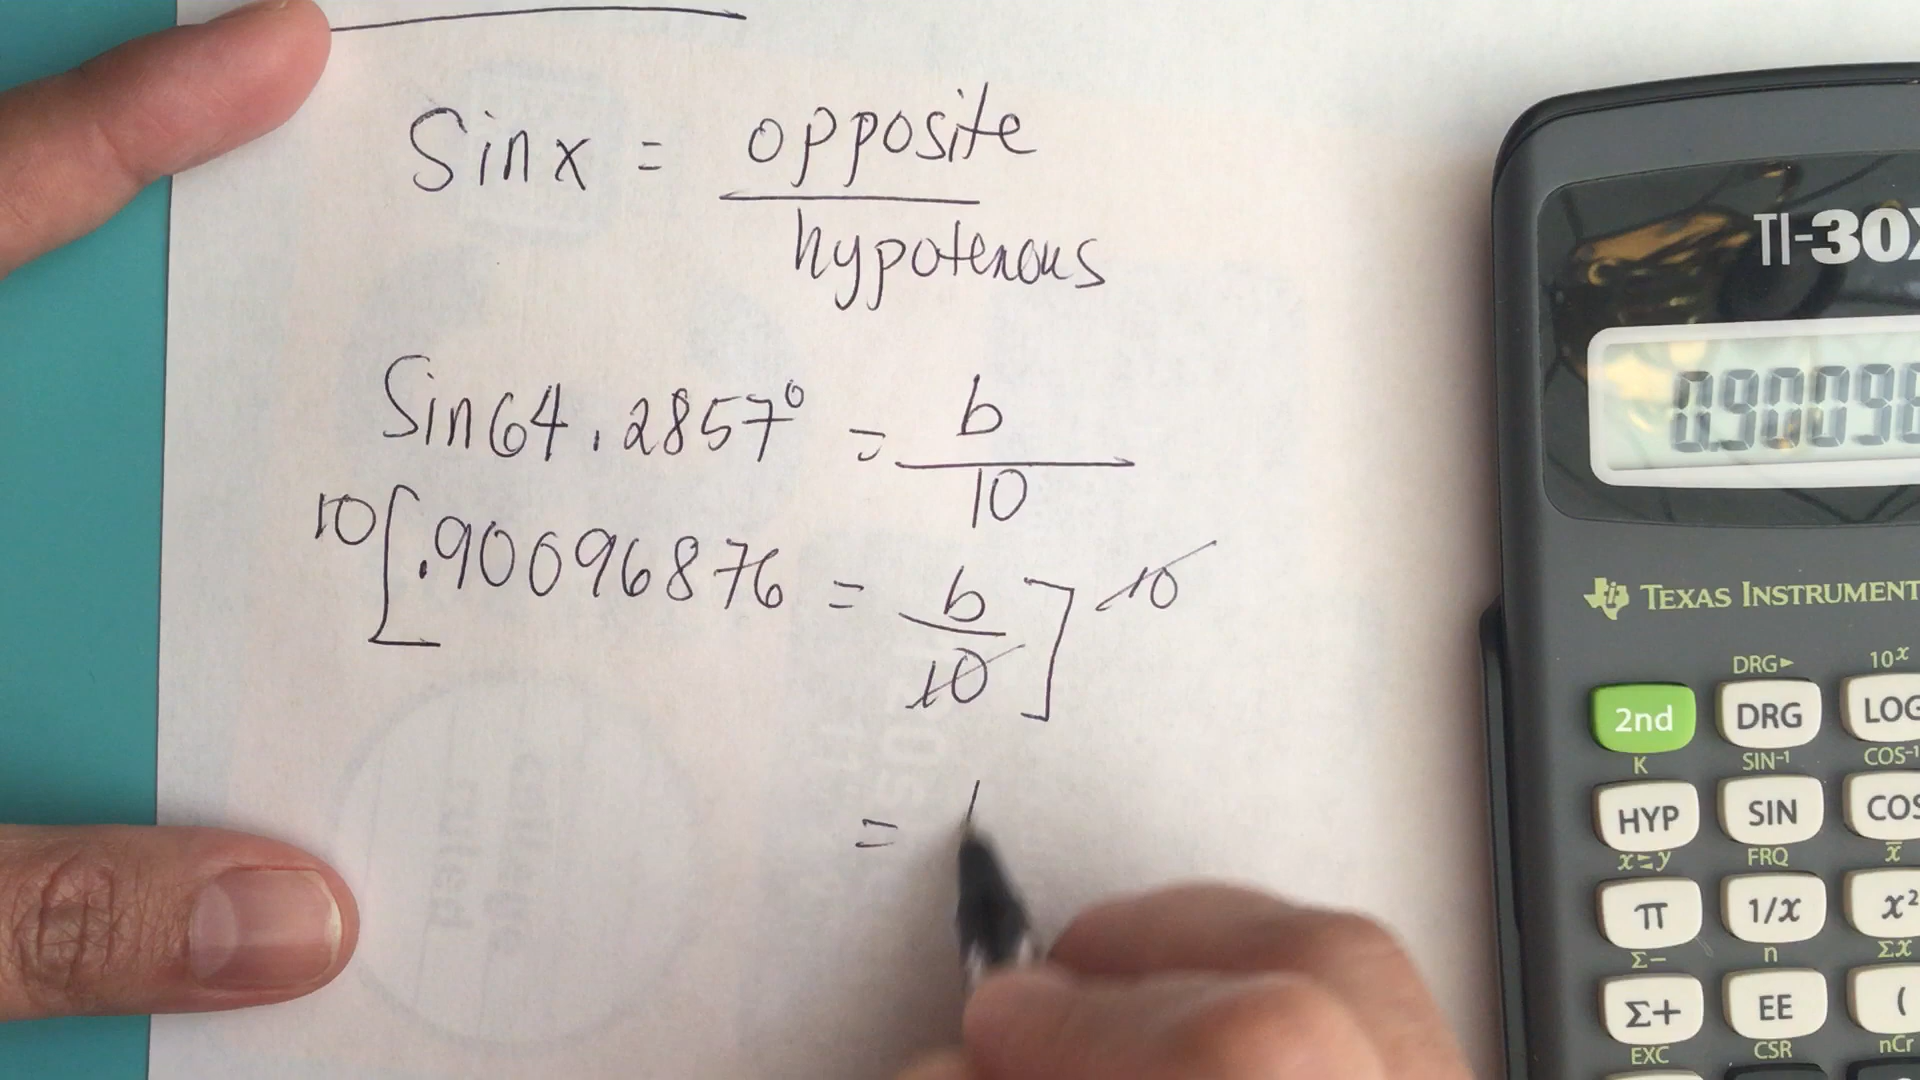 Sin x = opposite
hypotenous
Sin 64.2857° = b
10
10 [.90096876 = b ] 10
10
=
TI-30X
0.90096
TEXAS INSTRUMENT
DRG► 10ˣ
2nd DRG LOG
K SIN⁻¹ COS⁻¹
HYP SIN COS
x⇄y FRQ x̄
π 1/x x²
Σ− n Σx
Σ+ EE (
EXC CSR nCr